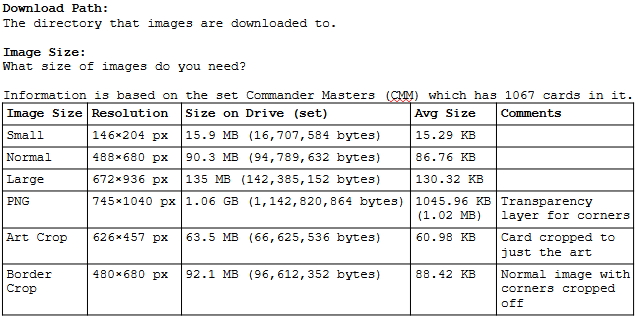 Download Path:
The directory that images are downloaded to.
Image Size:
What size of images do you need?
Information is based on the set Commander Masters (CMM) which has 1067 cards in it.
Image Size Resolution Size on Drive (set) Avg Size Comments
Small 146×204 px 15.9 MB (16,707,584 bytes) 15.29 KB
Normal 488×680 px 90.3 MB (94,789,632 bytes) 86.76 KB
Large 672×936 px 135 MB (142,385,152 bytes) 130.32 KB
PNG 745×1040 px 1.06 GB (1,142,820,864 bytes) 1045.96 KB Transparency
(1.02 MB) layer for corners
Art Crop 626×457 px 63.5 MB (66,625,536 bytes) 60.98 KB Card cropped to
just the art
Border 480×680 px 92.1 MB (96,612,352 bytes) 88.42 KB Normal image with
Crop corners cropped
off